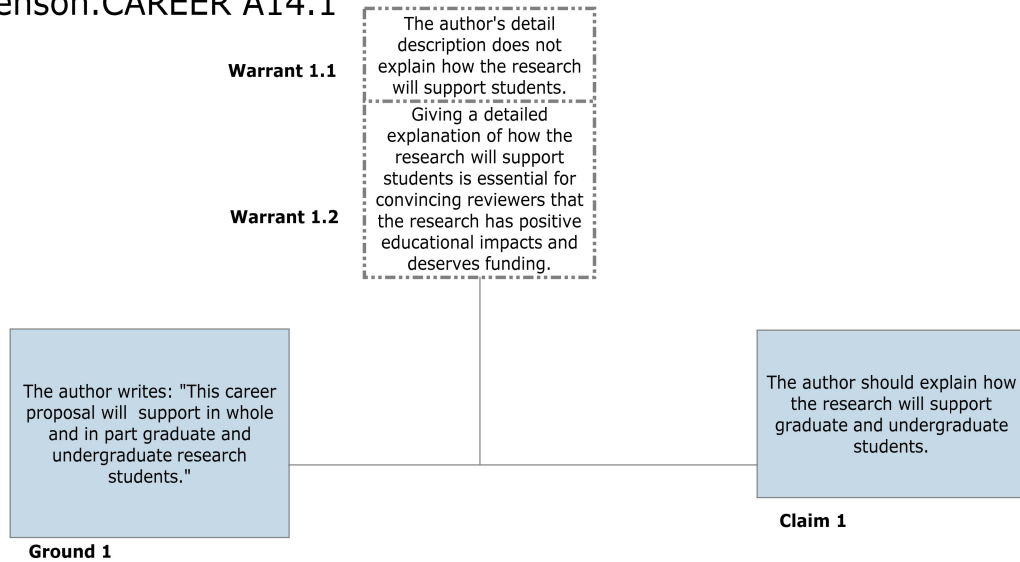 enson.CAREER A14.1
The author's detail
description does not
explain how the research
will support students.
Warrant 1.1
Giving a detailed
explanation of how the
research will support
students is essential for
convincing reviewers that
the research has positive
educational impacts and
deserves funding.
Warrant 1.2
The author writes: "This career
proposal will  support in whole
and in part graduate and
undergraduate research
students."
Ground 1
The author should explain how
the research will support
graduate and undergraduate
students.
Claim 1